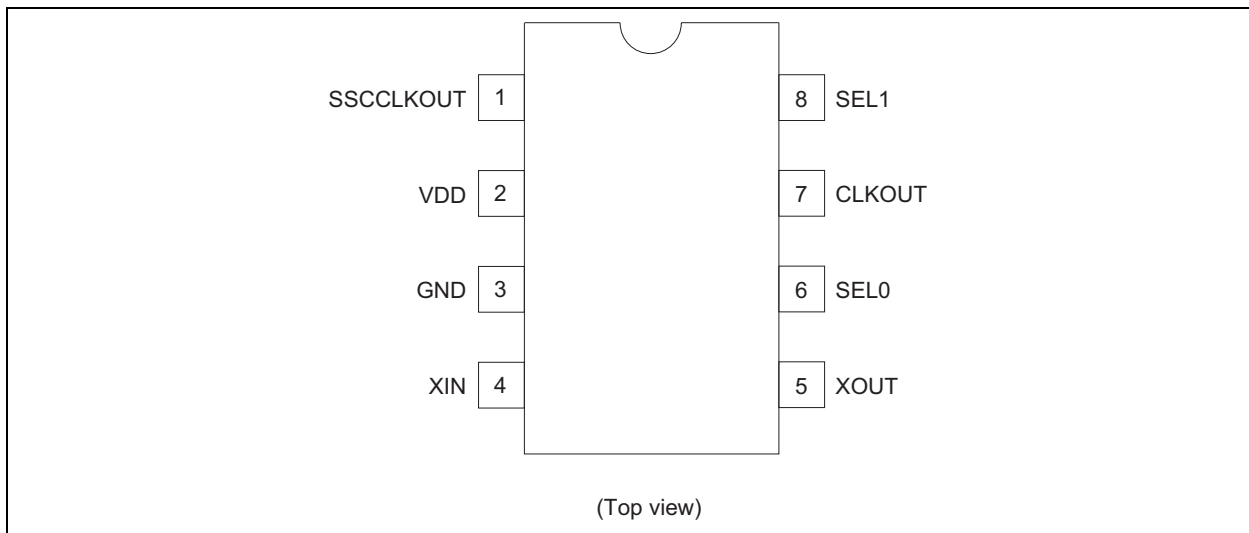 SSCCLKOUT 1 8 SEL1
VDD 2 7 CLKOUT
GND 3 6 SEL0
XIN 4 5 XOUT
(Top view)